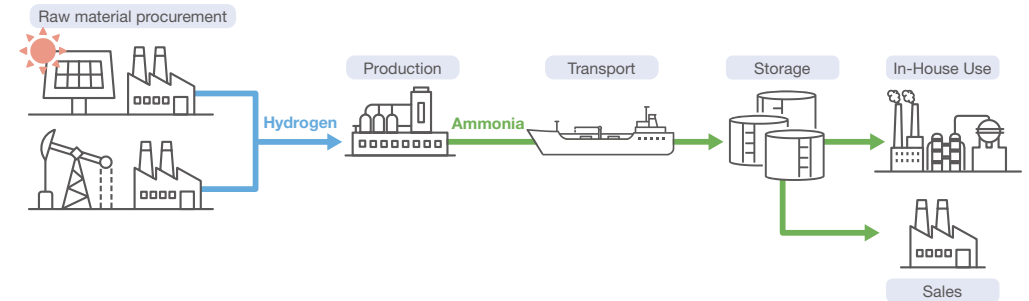 Raw material procurement
Production
Transport
Storage
In-House Use
Hydrogen
Ammonia
Sales